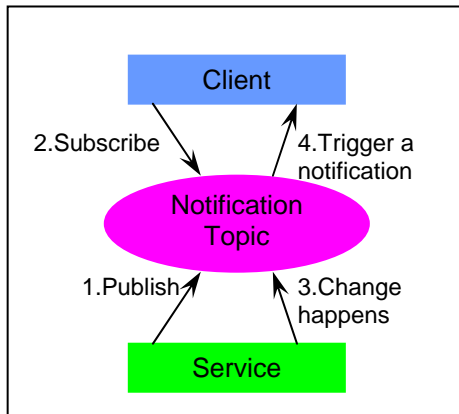 Client
2.Subscribe
4.Trigger a
notification
Notification
Topic
1.Publish
3.Change
happens
Service